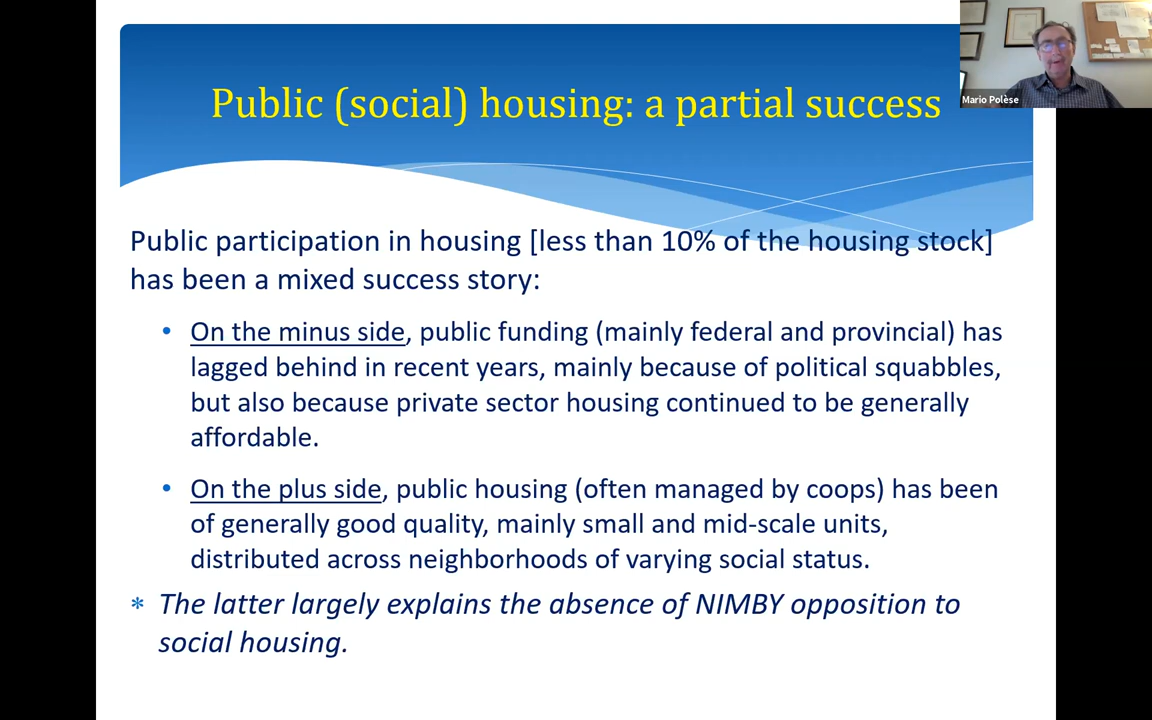 Public (social) housing: a partial success
Mario Polèse
Public participation in housing [less than 10% of the housing stock]
has been a mixed success story:
• On the minus side, public funding (mainly federal and provincial) has
lagged behind in recent years, mainly because of political squabbles,
but also because private sector housing continued to be generally
affordable.
• On the plus side, public housing (often managed by coops) has been
of generally good quality, mainly small and mid-scale units,
distributed across neighborhoods of varying social status.
* The latter largely explains the absence of NIMBY opposition to
social housing.